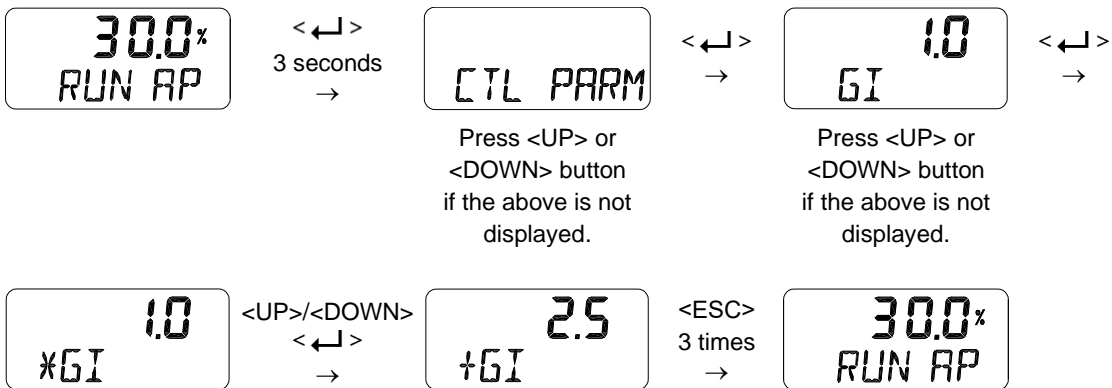 30.0%
RUN AP
< ↵ >
3 seconds
→
CTL PARM
Press <UP> or
<DOWN> button
if the above is not
displayed.
< ↵ >
→
1.0
GI
Press <UP> or
<DOWN> button
if the above is not
displayed.
< ↵ >
→
1.0
*GI
<UP>/<DOWN>
< ↵ >
→
2.5
+GI
<ESC>
3 times
→
30.0%
RUN AP